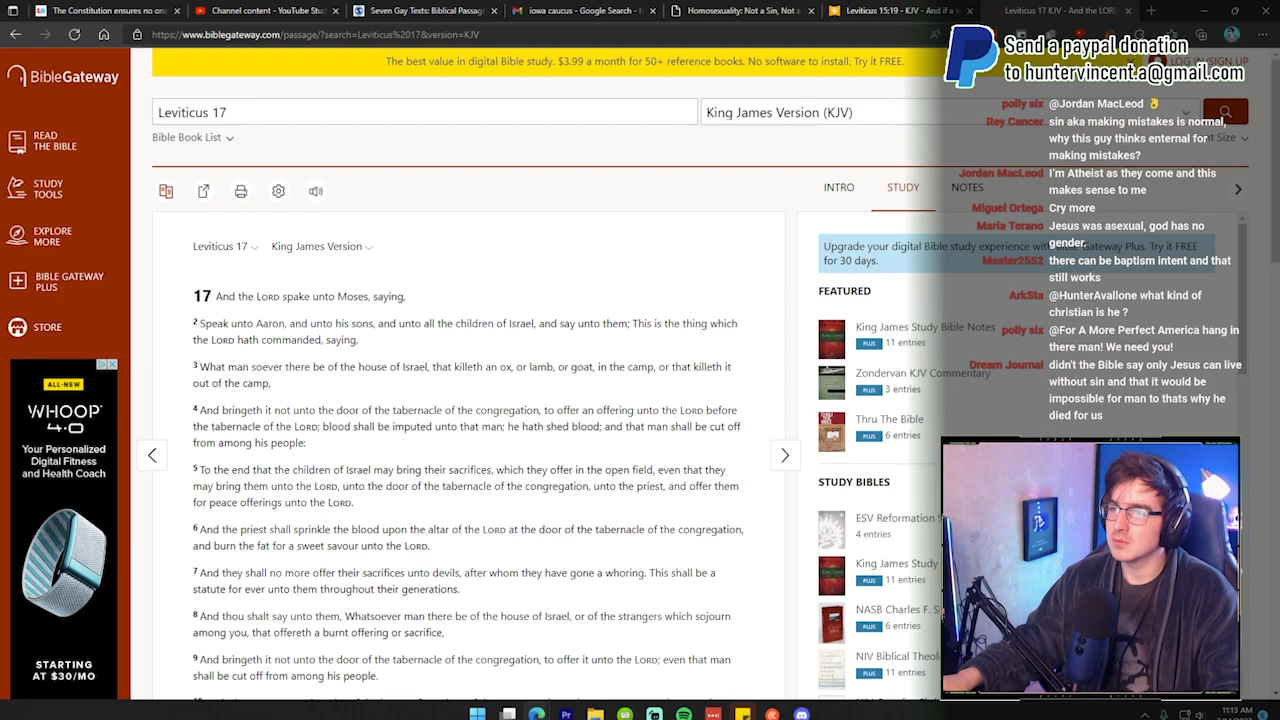 The Constitution ensures no one
Channel content - YouTube Stud
Seven Gay Texts: Biblical Passag
iowa caucus - Google Search
Homosexuality: Not a Sin, Not a
Leviticus 15:19 KJV - And if a w
Leviticus 17 KJV - And the LORD
https://www.biblegateway.com/passage/?search=Leviticus%2017&version=KJV
BibleGateway
The best value in digital Bible study. $3.99 a month for 50+ reference books. No software to install. Try it FREE.
LOG IN/SIGN UP
Send a paypal donation
to huntervincent.a@gmail.com
Leviticus 17
King James Version (KJV)
Bible Book List
nt Size
READ
THE BIBLE
STUDY
TOOLS
EXPLORE
MORE
BIBLE GATEWAY
PLUS
STORE
INTRO
STUDY
NOTES
Leviticus 17
King James Version
17 And the LORD spake unto Moses, saying,
2 Speak unto Aaron, and unto his sons, and unto all the children of Israel, and say unto them; This is the thing which
the LORD hath commanded, saying,
3 What man soever there be of the house of Israel, that killeth an ox, or lamb, or goat, in the camp, or that killeth it
out of the camp,
4 And bringeth it not unto the door of the tabernacle of the congregation, to offer an offering unto the LORD before
the tabernacle of the LORD; blood shall be imputed unto that man; he hath shed blood; and that man shall be cut off
from among his people:
5 To the end that the children of Israel may bring their sacrifices, which they offer in the open field, even that they
may bring them unto the LORD, unto the door of the tabernacle of the congregation, unto the priest, and offer them
for peace offerings unto the LORD.
6 And the priest shall sprinkle the blood upon the altar of the LORD at the door of the tabernacle of the congregation,
and burn the fat for a sweet savour unto the LORD.
7 And they shall no more offer their sacrifices unto devils, after whom they have gone a whoring. This shall be a
statute for ever unto them throughout their generations.
8 And thou shalt say unto them, Whatsoever man there be of the house of Israel, or of the strangers which sojourn
among you, that offereth a burnt offering or sacrifice,
9 And bringeth it not unto the door of the tabernacle of the congregation, to offer it unto the LORD; even that man
shall be cut off from among his people.
Upgrade your digital Bible study experience with Bible Gateway Plus. Try it FREE
for 30 days.
FEATURED
King James Study Bible Notes
PLUS 11 entries
Zondervan KJV Commentary
PLUS 3 entries
Thru The Bible
PLUS 6 entries
STUDY BIBLES
ESV Reformation S
4 entries
King James Study
PLUS 11 entries
NASB Charles F. S
PLUS 6 entries
NIV Biblical Theol
PLUS 11 entries
polly six @Jordan MacLeod 👌
Rey Cancer sin aka making mistakes is normal,
why this guy thinks enternal for
making mistakes?
Jordan MacLeod I'm Atheist as they come and this
makes sense to me
Miguel Ortega Cry more
Maria Terano Jesus was asexual, god has no
gender.
Master2552 there can be baptism intent and that
still works
ArkSta @HunterAvallone what kind of
christian is he ?
polly six @For A More Perfect America hang in
there man! We need you!
Dream Journal didn't the Bible say only Jesus can live
without sin and that it would be
impossible for man to thats why he
died for us
ALL-NEW
WHOOP
4.0
Your Personalized
Digital Fitness
and Health Coach
STARTING
AT $30/MO
11:13 AM